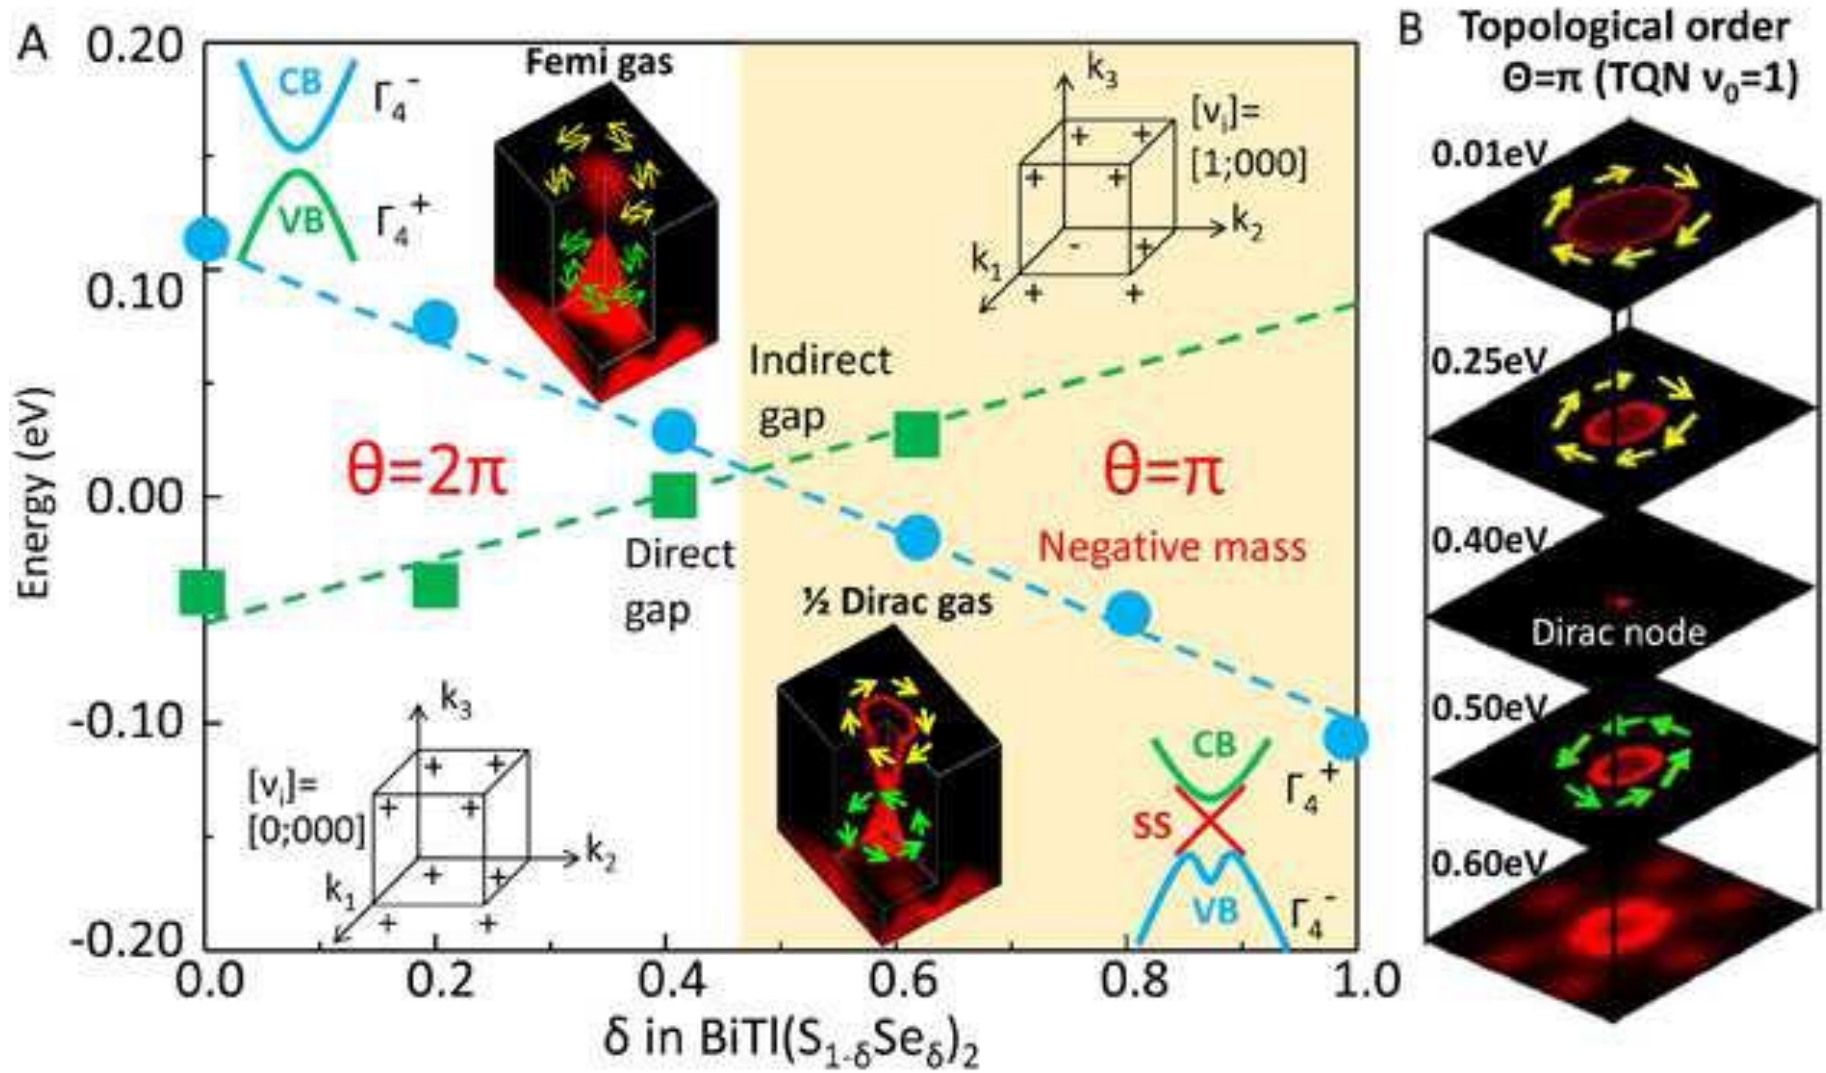 A
0.20
0.10
0.00
-0.10
-0.20
Energy (eV)
CB
Γ₄⁻
VB
Γ₄⁺
Femi gas
k₃
[νᵢ]=
[1;000]
k₂
k₁
+ +
+ +
- +
+ +
Indirect
gap
θ=2π
θ=π
Direct
gap
Negative mass
½ Dirac gas
k₃
[νᵢ]=
[0;000]
k₂
k₁
+ +
+ +
+ +
+ +
CB
Γ₄⁺
SS
VB
Γ₄⁻
0.0 0.2 0.4 0.6 0.8 1.0
δ in BiTl(S₁₋δSeδ)₂
B
Topological order
Θ=π (TQN ν₀=1)
0.01eV
0.25eV
0.40eV
Dirac node
0.50eV
0.60eV